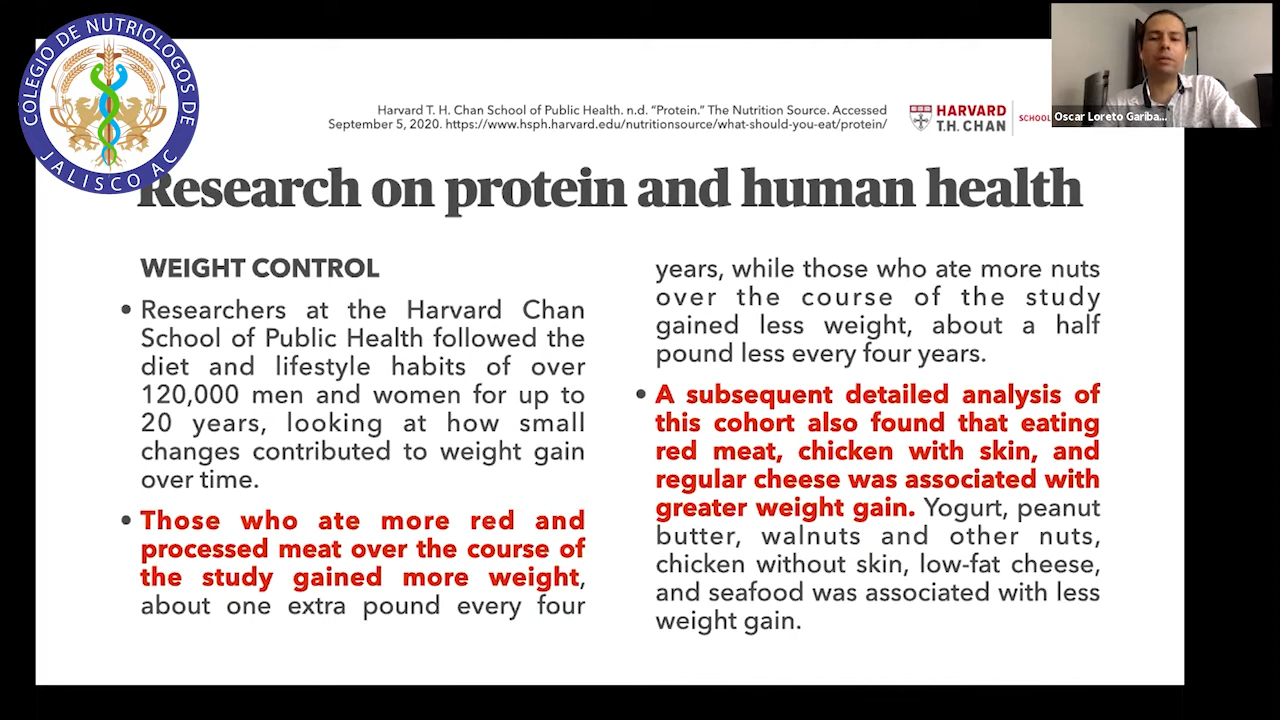 COLEGIO DE NUTRIOLOGOS DE
JALISCO AC
Harvard T. H. Chan School of Public Health. n.d. “Protein.” The Nutrition Source. Accessed
September 5, 2020. https://www.hsph.harvard.edu/nutritionsource/what-should-you-eat/protein/
HARVARD
T.H. CHAN
SCHOOL
Oscar Loreto Gariba...
Research on protein and human health
WEIGHT CONTROL
• Researchers at the Harvard Chan
School of Public Health followed the
diet and lifestyle habits of over
120,000 men and women for up to
20 years, looking at how small
changes contributed to weight gain
over time.
• Those who ate more red and
processed meat over the course of
the study gained more weight,
about one extra pound every four
years, while those who ate more nuts
over the course of the study
gained less weight, about a half
pound less every four years.
• A subsequent detailed analysis of
this cohort also found that eating
red meat, chicken with skin, and
regular cheese was associated with
greater weight gain. Yogurt, peanut
butter, walnuts and other nuts,
chicken without skin, low-fat cheese,
and seafood was associated with less
weight gain.